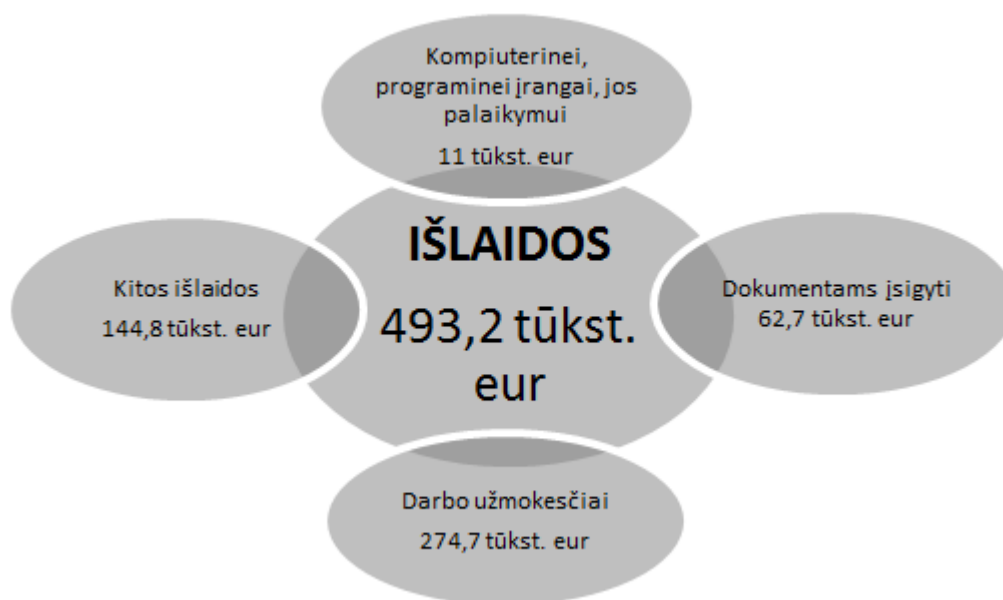 Kompiuterinei,
programinei įrangai, jos
palaikymui
11 tūkst. eur
IŠLAIDOS
493,2 tūkst.
eur
Kitos išlaidos
144,8 tūkst. eur
Dokumentams įsigyti
62,7 tūkst. eur
Darbo užmokesčiai
274,7 tūkst. eur